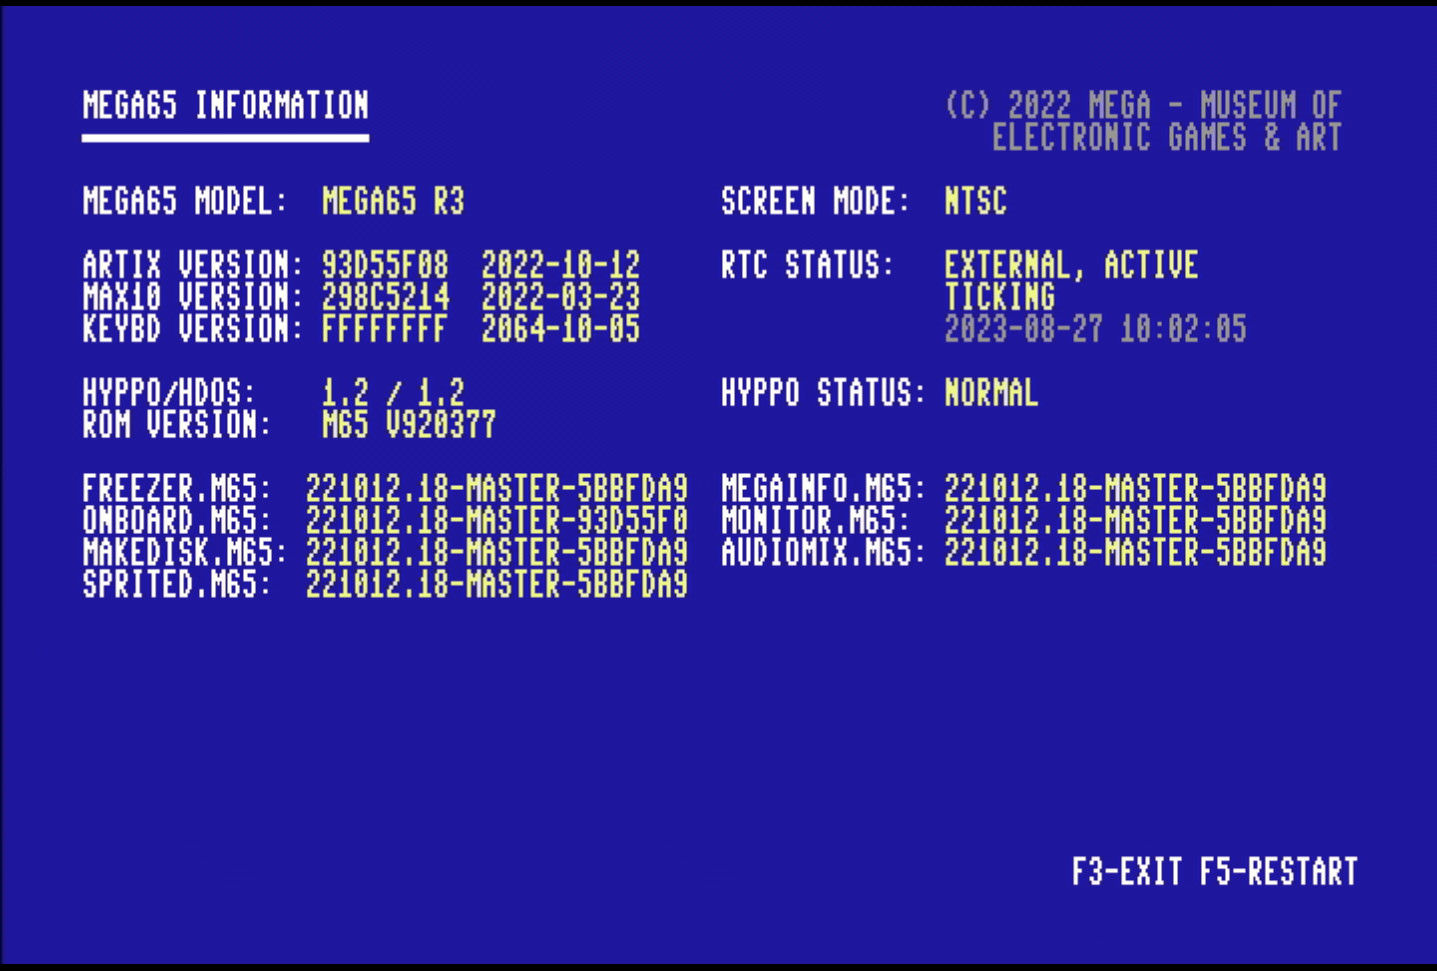 MEGA65 INFORMATION (C) 2022 MEGA - MUSEUM OF
ELECTRONIC GAMES & ART
MEGA65 MODEL: MEGA65 R3 SCREEN MODE: NTSC
ARTIX VERSION: 93D55F08 2022-10-12 RTC STATUS: EXTERNAL, ACTIVE
MAX10 VERSION: 298C5214 2022-03-23 TICKING
KEYBD VERSION: FFFFFFFF 2064-10-05 2023-08-27 10:02:05
HYPPO/HDOS: 1.2 / 1.2 HYPPO STATUS: NORMAL
ROM VERSION: M65 V920377
FREEZER.M65: 221012.18-MASTER-5BBFDA9 MEGAINFO.M65: 221012.18-MASTER-5BBFDA9
ONBOARD.M65: 221012.18-MASTER-93D55F0 MONITOR.M65: 221012.18-MASTER-5BBFDA9
MAKEDISK.M65: 221012.18-MASTER-5BBFDA9 AUDIOMIX.M65: 221012.18-MASTER-5BBFDA9
SPRITED.M65: 221012.18-MASTER-5BBFDA9
F3-EXIT F5-RESTART